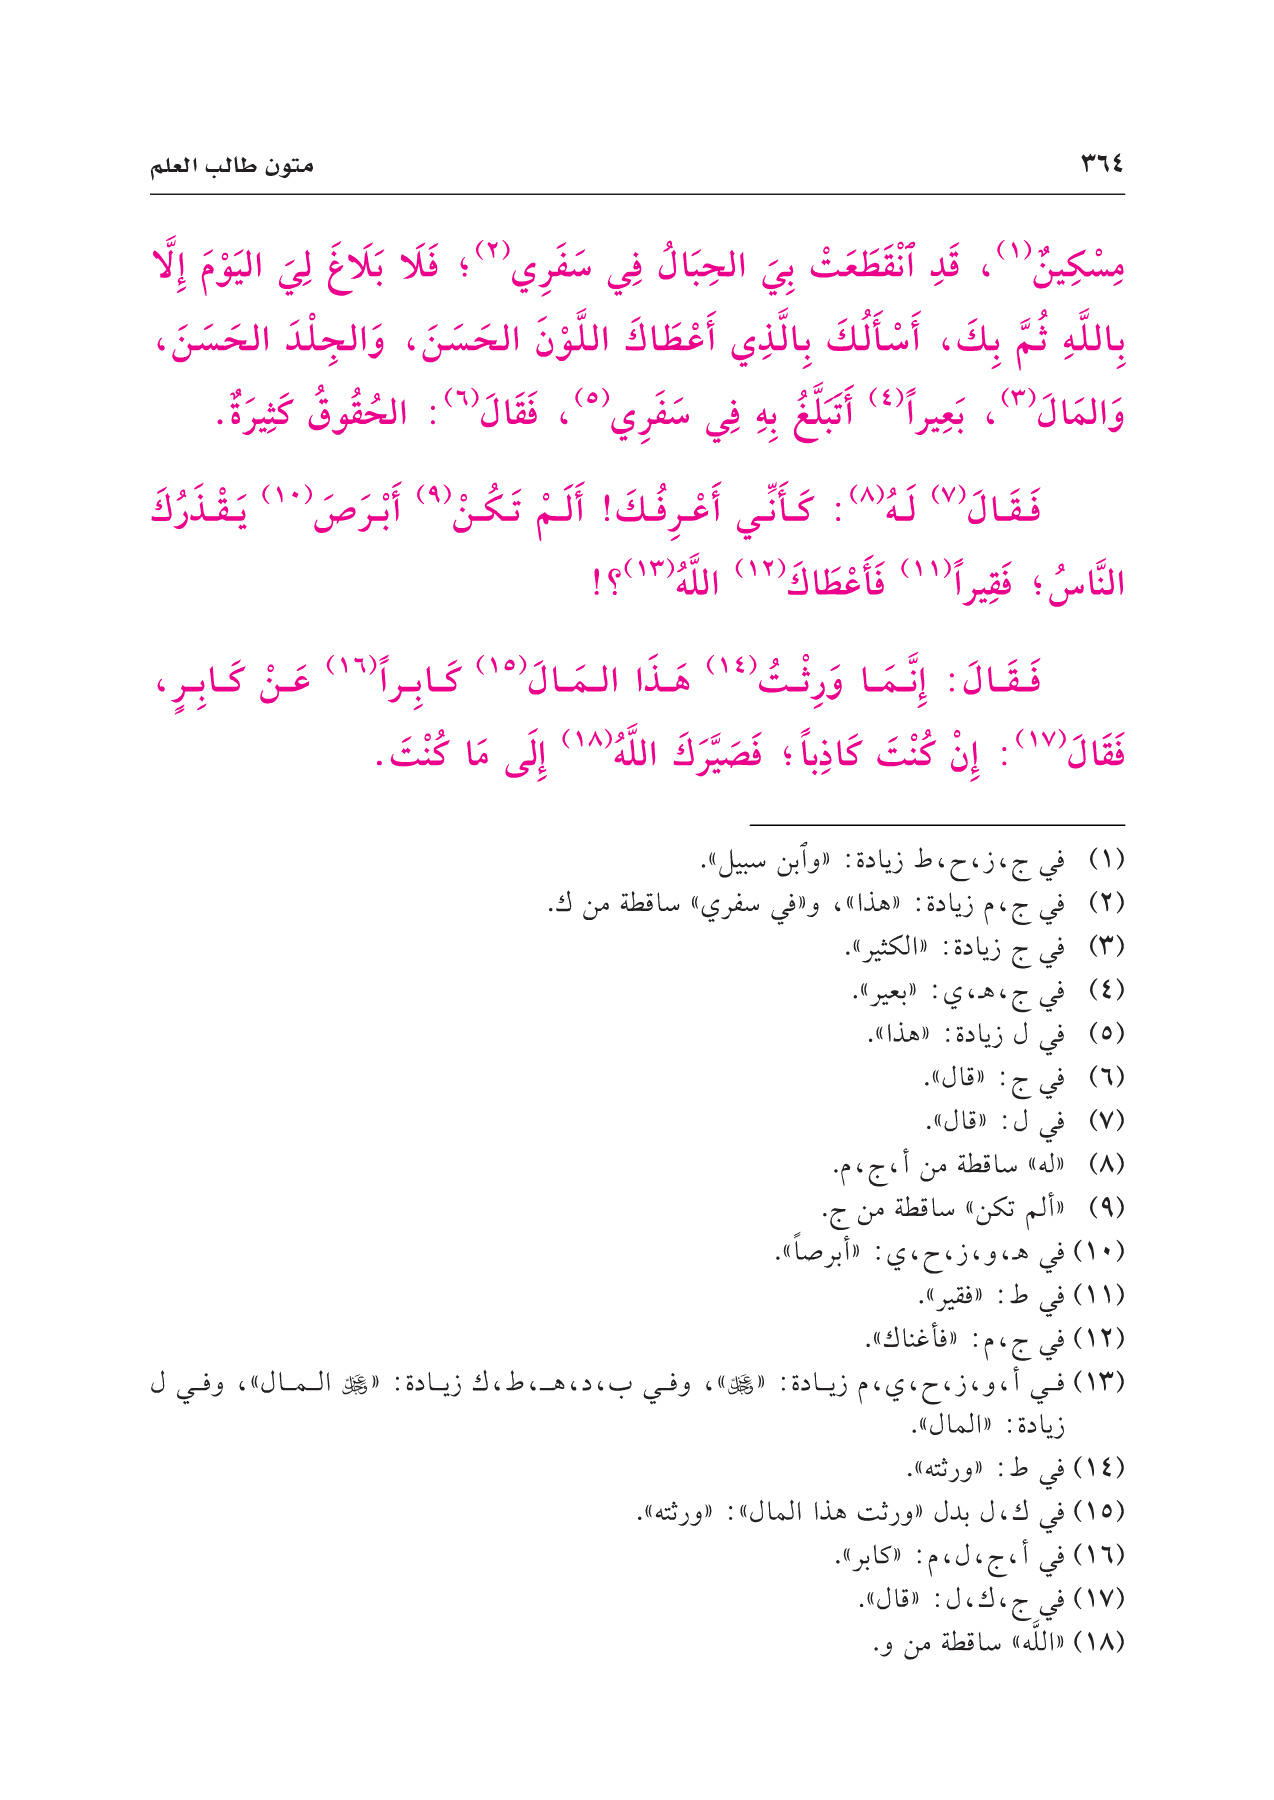 ٣٦٤
متون طالب العلم
مِسْكِينٌ(١)، قَدِ ٱنْقَطَعَتْ بِيَ الحِبَالُ فِي سَفَرِي(٢)؛ فَلَا بَلَاغَ لِيَ اليَوْمَ إِلَّا
بِاللَّهِ ثُمَّ بِكَ، أَسْأَلُكَ بِالَّذِي أَعْطَاكَ اللَّوْنَ الحَسَنَ، وَالجِلْدَ الحَسَنَ،
وَالمَالَ(٣)، بَعِيراً(٤) أَتَبَلَّغُ بِهِ فِي سَفَرِي(٥)، فَقَالَ(٦): الحُقُوقُ كَثِيرَةٌ.
فَقَالَ(٧) لَهُ(٨): كَأَنِّي أَعْرِفُكَ! أَلَمْ تَكُنْ(٩) أَبْرَصَ(١٠) يَقْذَرُكَ
النَّاسُ؛ فَقِيراً(١١) فَأَعْطَاكَ(١٢) اللَّهُ(١٣)؟!
فَقَالَ: إِنَّمَا وَرِثْتُ(١٤) هَذَا المَالَ(١٥) كَابِراً(١٦) عَنْ كَابِرٍ،
فَقَالَ(١٧): إِنْ كُنْتَ كَاذِباً؛ فَصَيَّرَكَ اللَّهُ(١٨) إِلَى مَا كُنْتَ.
(١) في ج،ز،ح،ط زيادة: «وٱبن سبيل».
(٢) في ج،م زيادة: «هذا»، و«في سفري» ساقطة من ك.
(٣) في ج زيادة: «الكثير».
(٤) في ج،هـ،ي: «بعير».
(٥) في ل زيادة: «هذا».
(٦) في ج: «قال».
(٧) في ل: «قال».
(٨) «له» ساقطة من أ،ج،م.
(٩) «ألم تكن» ساقطة من ج.
(١٠) في هـ،و،ز،ح،ي: «أبرصاً».
(١١) في ط: «فقير».
(١٢) في ج،م: «فأغناك».
(١٣) في أ،و،ز،ح،ي،م زيادة: «ﷻ»، وفي ب،د،هـ،ط،ك زيادة: «ﷻ المال»، وفي ل
زيادة: «المال».
(١٤) في ط: «ورثته».
(١٥) في ك،ل بدل «ورثت هذا المال»: «ورثته».
(١٦) في أ،ج،ل،م: «كابر».
(١٧) في ج،ك،ل: «قال».
(١٨) «اللَّه» ساقطة من و.